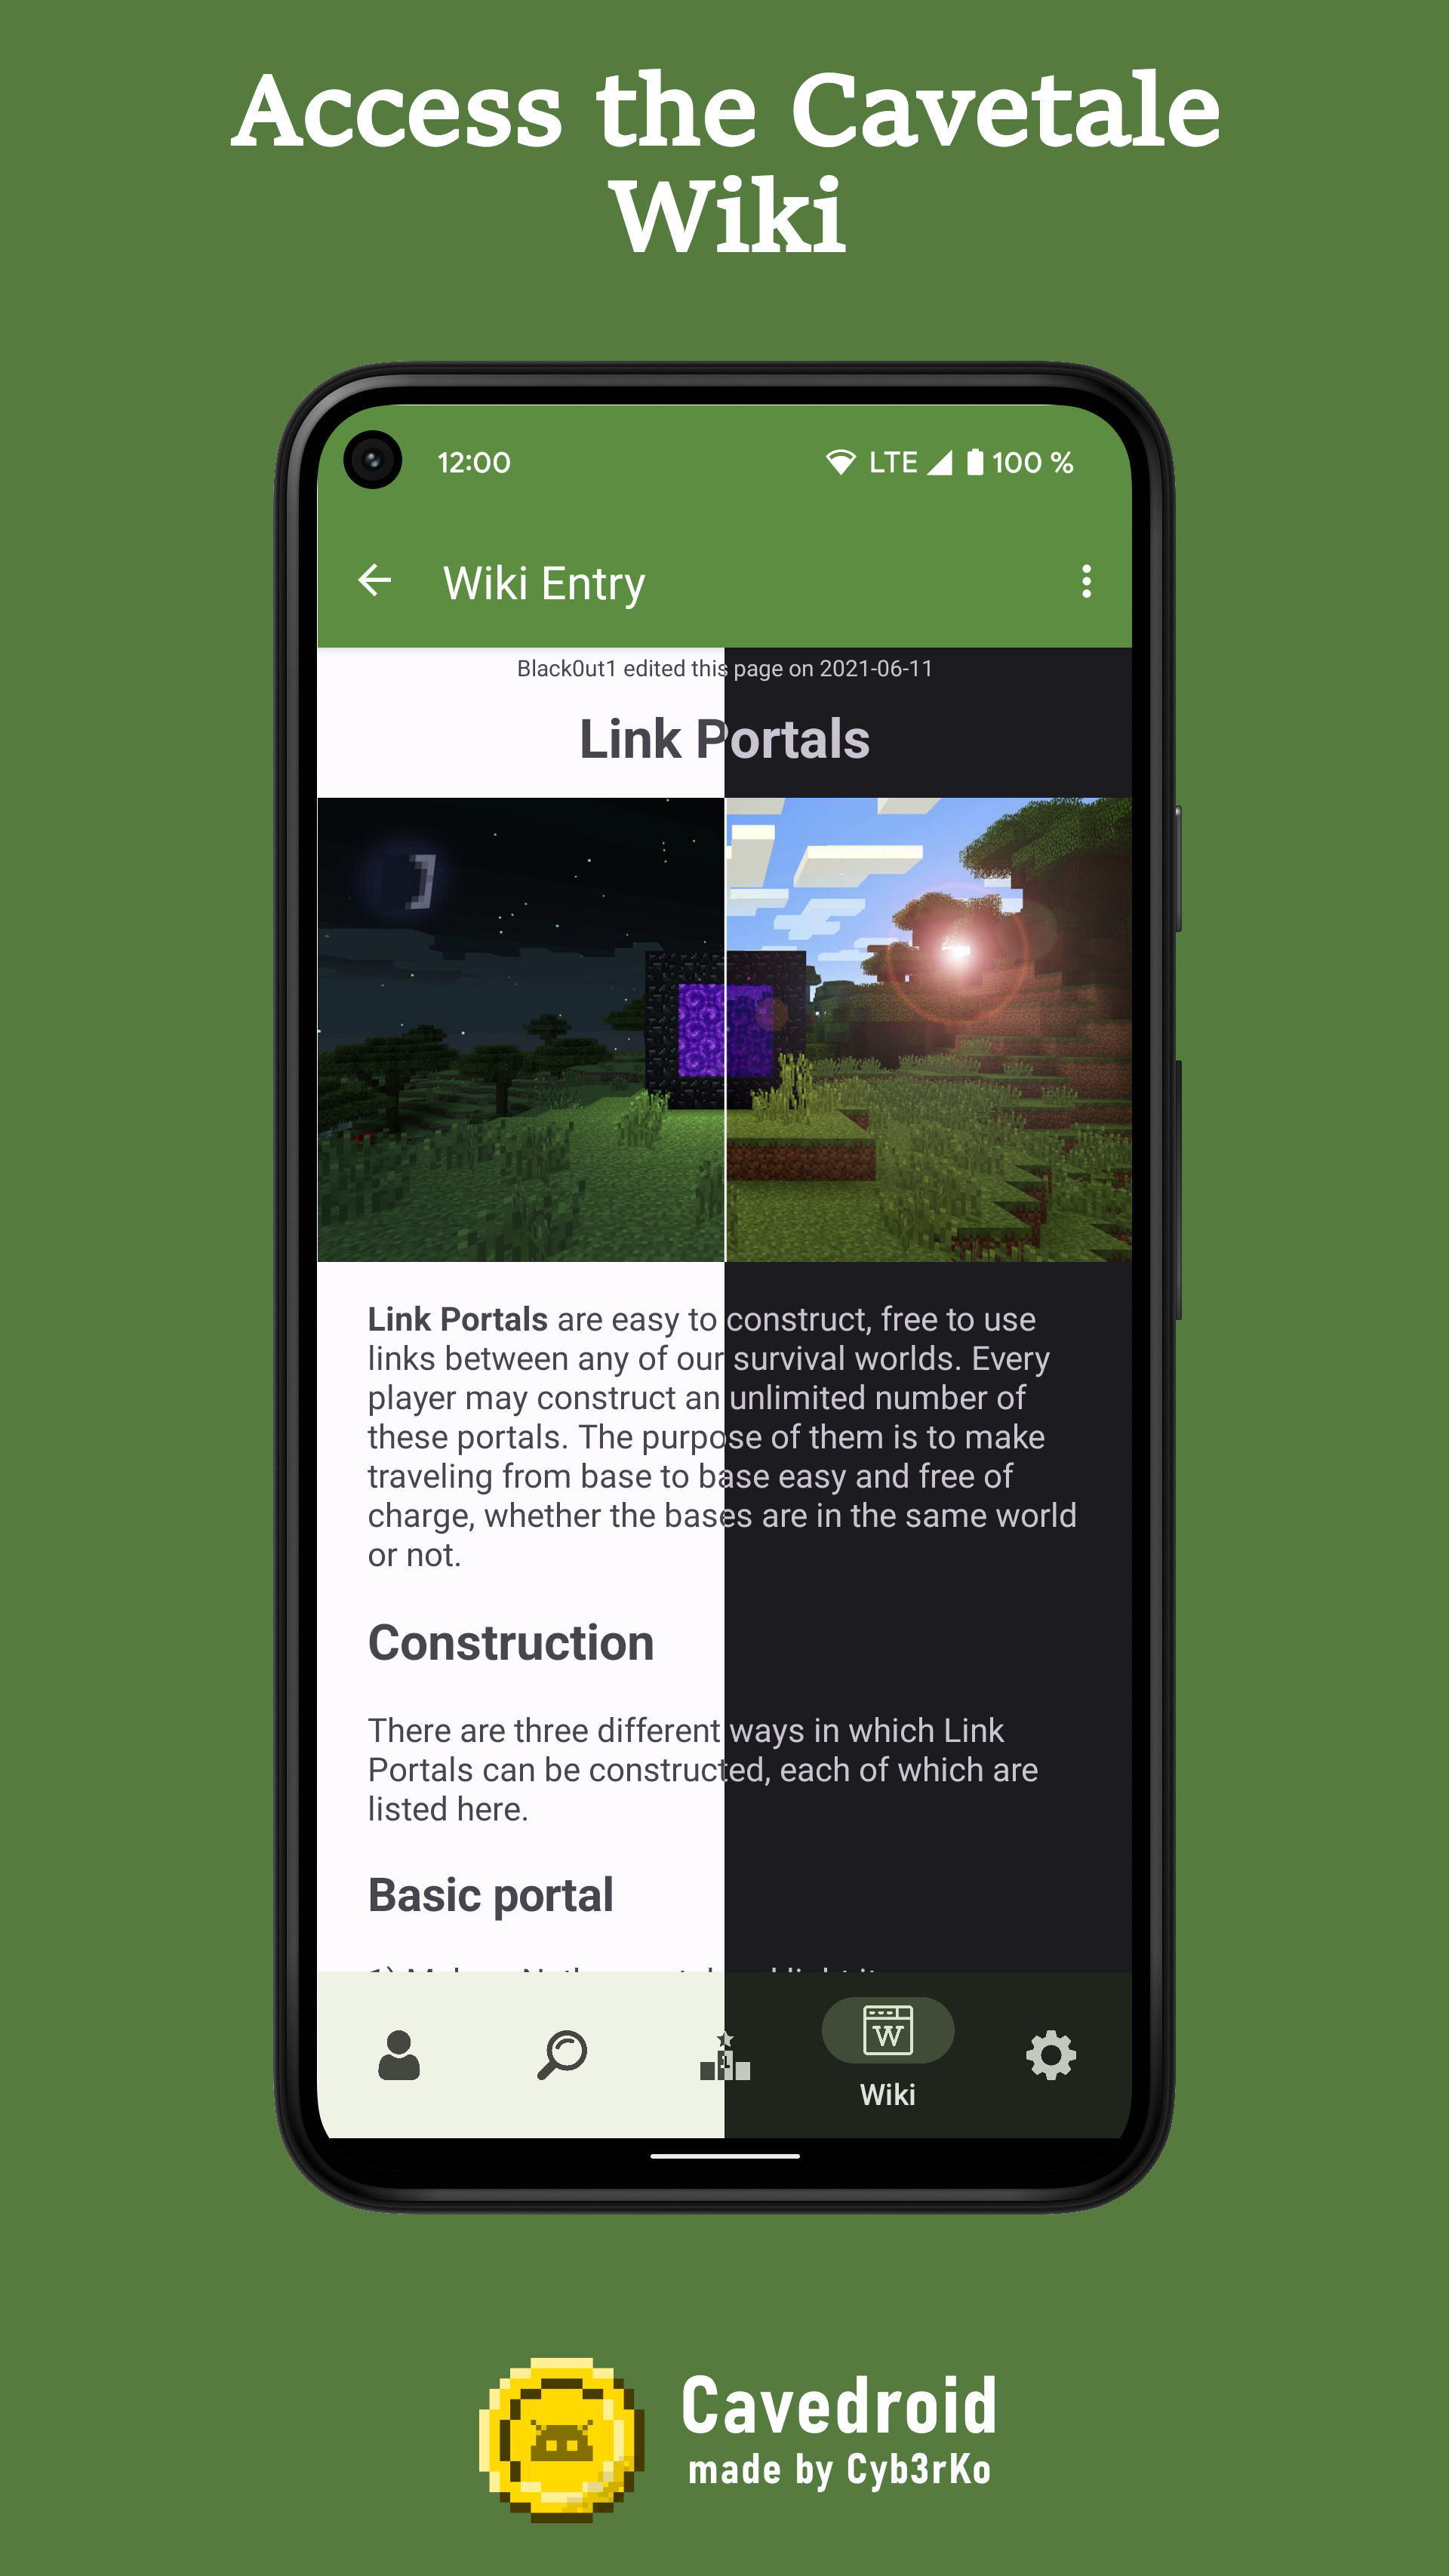 Access the Cavetale
Wiki
12:00
LTE
100 %
Wiki Entry
Black0ut1 edited this page on 2021-06-11
Link Portals
Link Portals are easy to construct, free to use
links between any of our survival worlds. Every
player may construct an unlimited number of
these portals. The purpose of them is to make
traveling from base to base easy and free of
charge, whether the bases are in the same world
or not.
Construction
There are three different ways in which Link
Portals can be constructed, each of which are
listed here.
Basic portal
W
Wiki
Cavedroid
made by Cyb3rKo